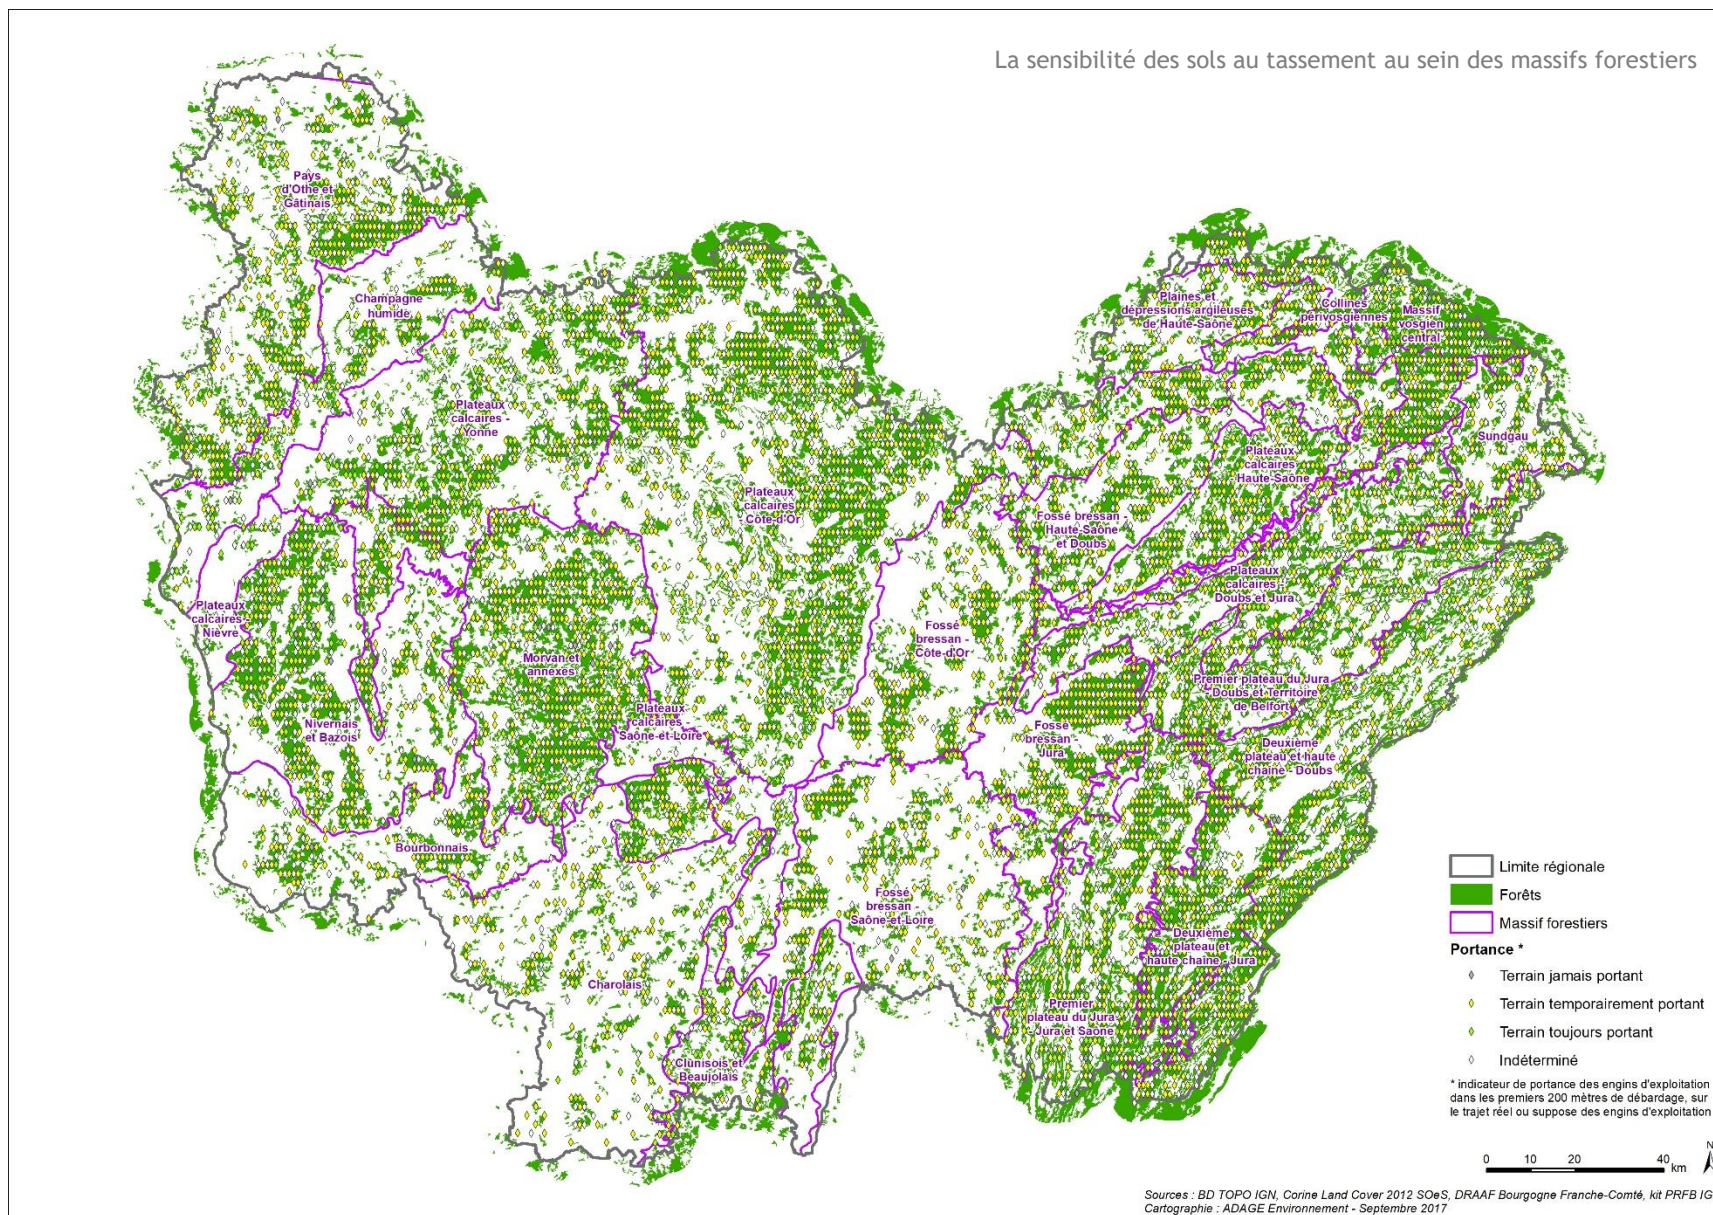 La sensibilité des sols au tassement au sein des massifs forestiers
Pays
d'Othe et
Gâtinais
Champagne
humide
Plateaux
calcaires -
Yonne
Plaines et
dépressions argileuses
de Haute-Saône
Collines
périvosgiennes
Massif
vosgien
central
Sundgau
Plateaux
calcaires
- Haute-Saône
Plateaux
calcaires
- Côte-d'Or
Fossé bressan -
Haute-Saône
et Doubs
Plateaux
calcaires -
Doubs et Jura
Plateaux
calcaires -
Nièvre
Fossé
bressan -
Côte-d'Or
Morvan et
annexes
Premier plateau du Jura
- Doubs et Territoire
de Belfort
Nivernais
et Bazois
Plateaux
calcaires -
Saône-et-Loire
Fossé
bressan -
Jura
Deuxième
plateau et haute
chaîne - Doubs
Bourbonnais
Fossé
bressan -
Saône-et-Loire
Deuxième
plateau et
haute chaîne - Jura
Charolais
Premier
plateau du Jura
- Jura et Saône
Clunisois et
Beaujolais
Limite régionale
Forêts
Massif forestiers
Portance *
Terrain jamais portant
Terrain temporairement portant
Terrain toujours portant
Indéterminé
* indicateur de portance des engins d'exploitation
dans les premiers 200 mètres de débardage, sur
le trajet réel ou suppose des engins d'exploitation
0 10 20 40 km
N
Sources : BD TOPO IGN, Corine Land Cover 2012 SOeS, DRAAF Bourgogne Franche-Comté, kit PRFB IG
Cartographie : ADAGE Environnement - Septembre 2017